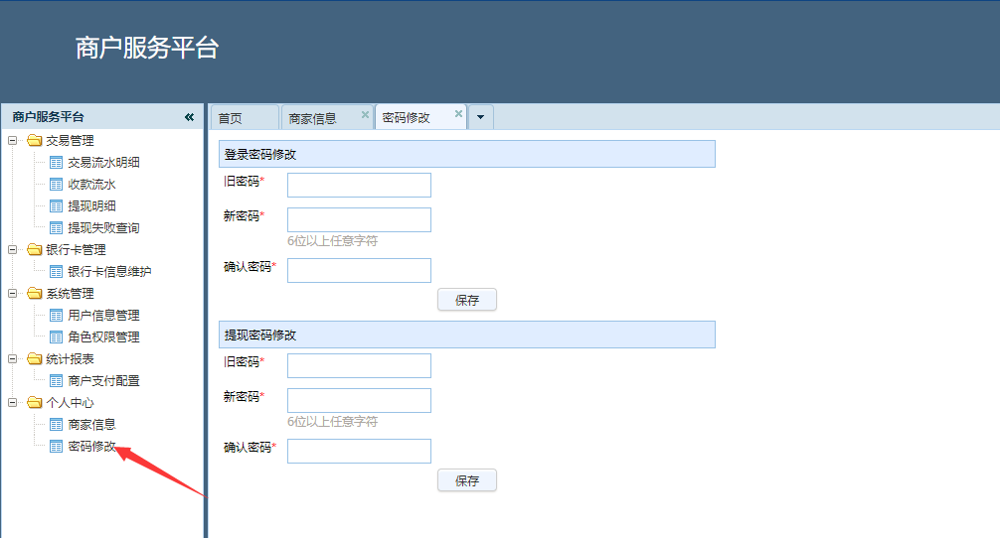 商户服务平台
商户服务平台
交易管理
交易流水明细
收款流水
提现明细
提现失败查询
银行卡管理
银行卡信息维护
系统管理
用户信息管理
角色权限管理
统计报表
商户支付配置
个人中心
商家信息
密码修改
首页 商家信息 密码修改
登录密码修改
旧密码*
新密码*
6位以上任意字符
确认密码*
保存
提现密码修改
旧密码*
新密码*
6位以上任意字符
确认密码*
保存